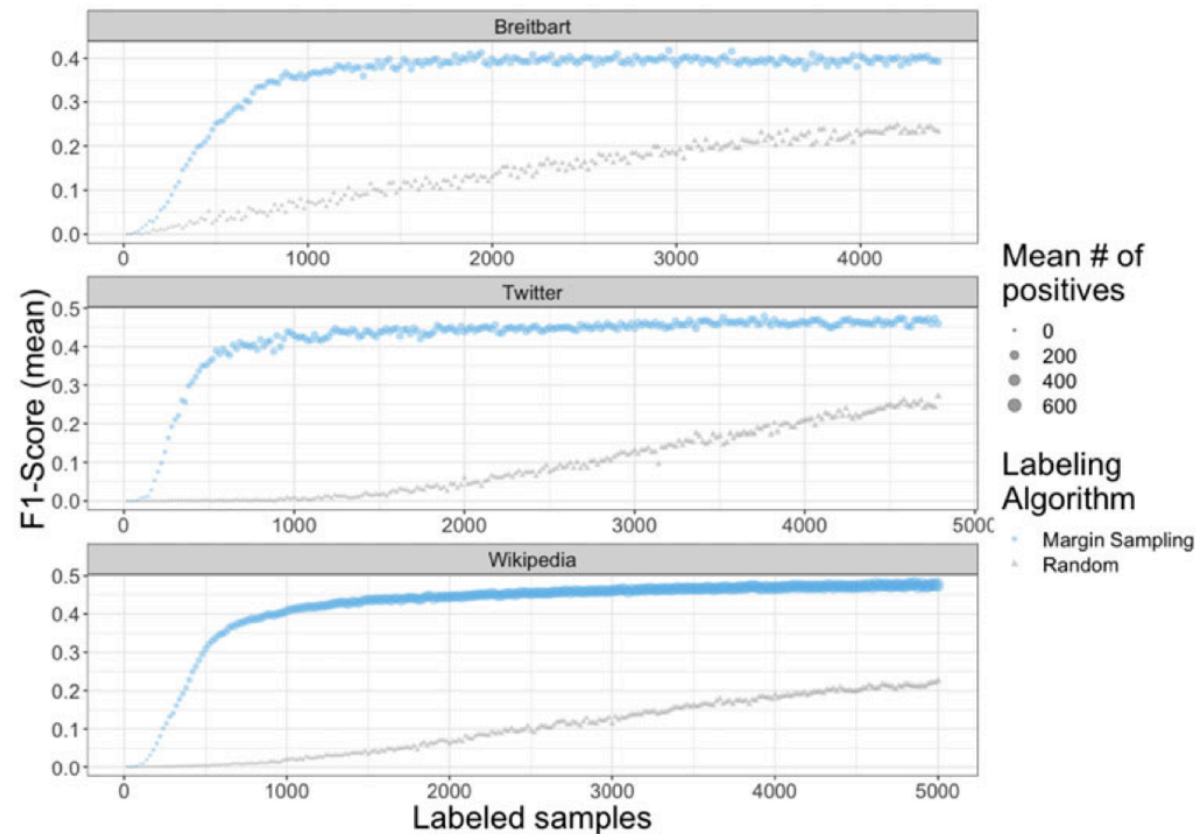 Breitbart
0.4
0.3
0.2
0.1
0.0
0 1000 2000 3000 4000
Twitter
0.5
0.4
0.3
0.2
0.1
0.0
0 1000 2000 3000 4000 5000
Wikipedia
0.5
0.4
0.3
0.2
0.1
0.0
0 1000 2000 3000 4000 5000
F1-Score (mean)
Labeled samples
Mean # of
positives
0
200
400
600
Labeling
Algorithm
Margin Sampling
Random